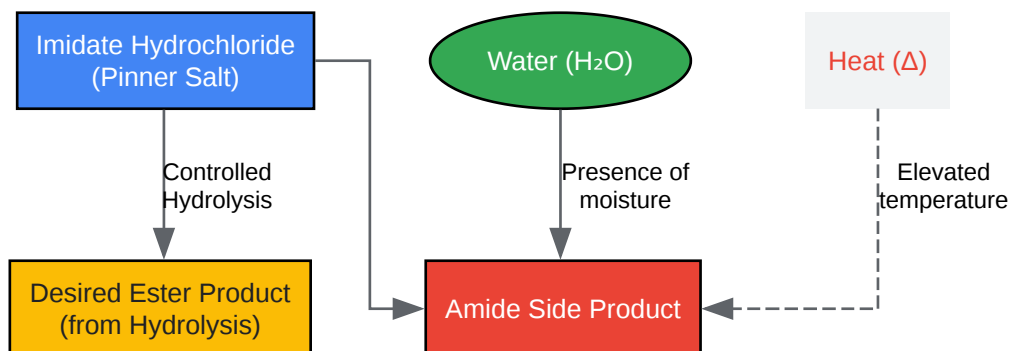 Imidate Hydrochloride
(Pinner Salt)
Water (H₂O)
Heat (Δ)
Controlled
Hydrolysis
Presence of
moisture
Elevated
temperature
Desired Ester Product
(from Hydrolysis)
Amide Side Product